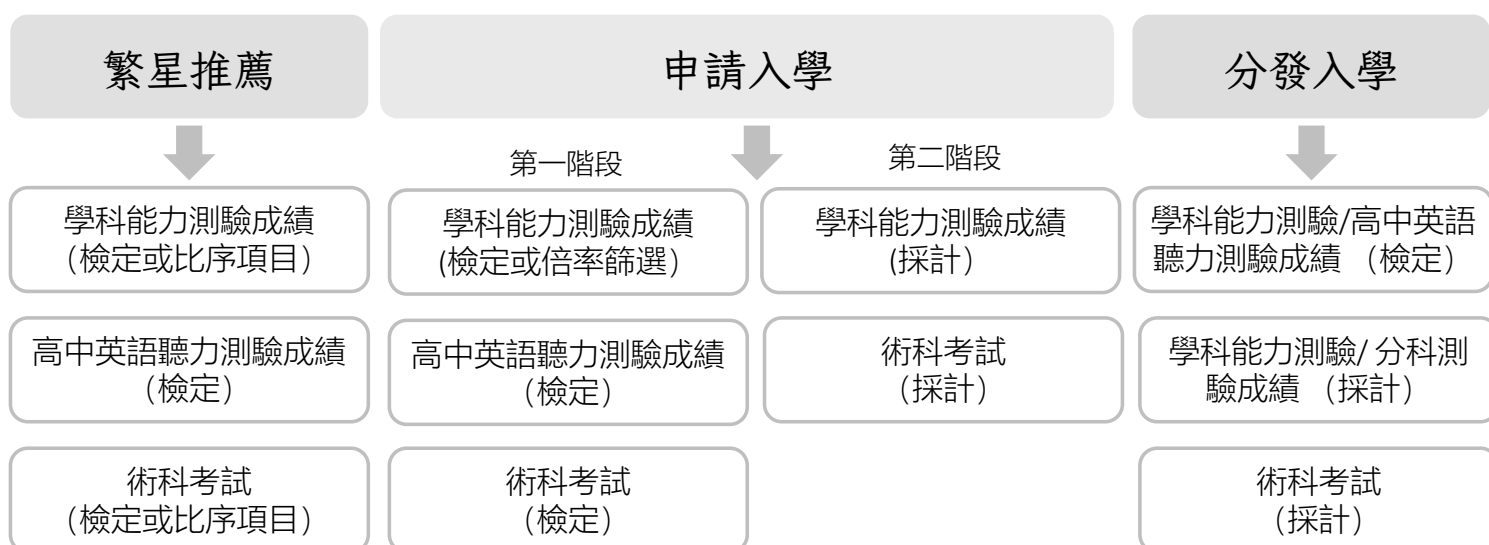 繁星推薦
申請入學
分發入學
第一階段
第二階段
學科能力測驗成績
（檢定或比序項目）
學科能力測驗成績
(檢定或倍率篩選）
學科能力測驗成績
(採計）
學科能力測驗/高中英語
聽力測驗成績 （檢定）
高中英語聽力測驗成績
（檢定）
高中英語聽力測驗成績
（檢定）
術科考試
（採計）
學科能力測驗/ 分科測
驗成績 （採計）
術科考試
（檢定或比序項目）
術科考試
（檢定）
術科考試
（採計）